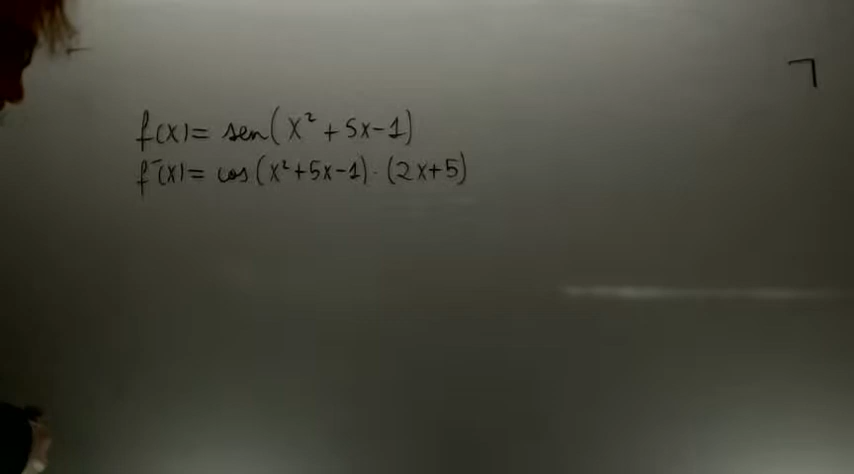 f(x) = sen(x² + 5x - 1)
f'(x) = cos(x² + 5x - 1) · (2x + 5)